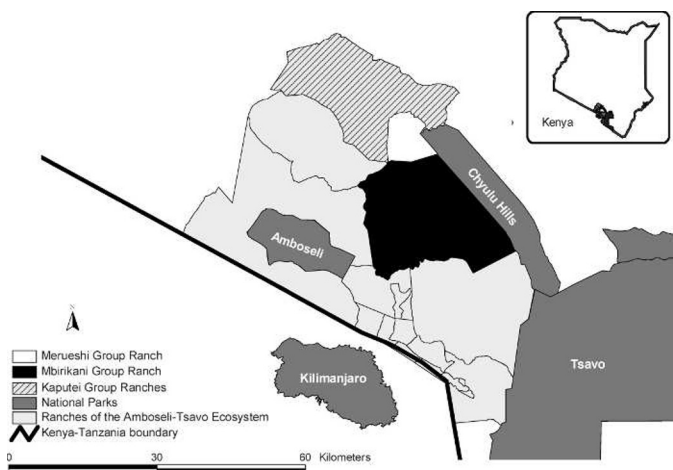 Kenya
Chyulu Hills
Amboseli
N
Tsavo
Kilimanjaro
Merueshi Group Ranch
Mbirikani Group Ranch
Kaputei Group Ranches
National Parks
Ranches of the Amboseli-Tsavo Ecosystem
Kenya-Tanzania boundary
0 30 60 Kilometers